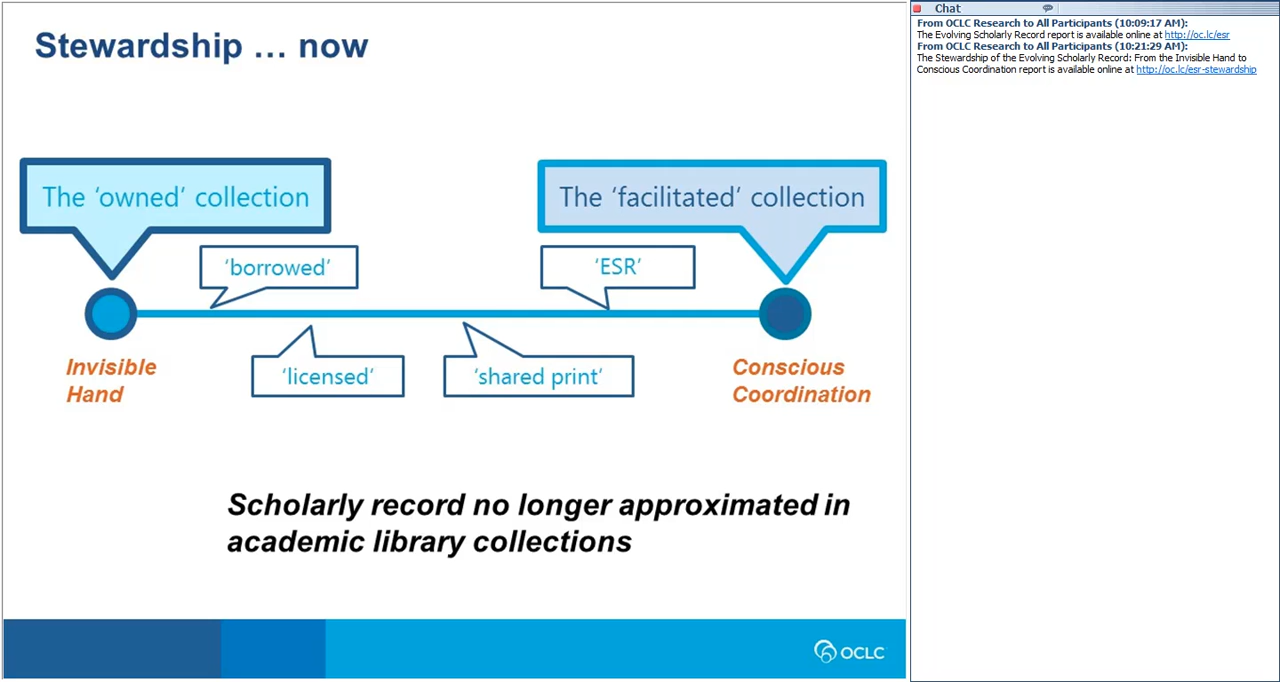 Stewardship … now
The ‘owned’ collection
The ‘facilitated’ collection
‘borrowed’
‘ESR’
‘licensed’
‘shared print’
Invisible
Hand
Conscious
Coordination
Scholarly record no longer approximated in
academic library collections
OCLC
Chat
From OCLC Research to All Participants (10:09:17 AM):
The Evolving Scholarly Record report is available online at http://oc.lc/esr
From OCLC Research to All Participants (10:21:29 AM):
The Stewardship of the Evolving Scholarly Record: From the Invisible Hand to
Conscious Coordination report is available online at http://oc.lc/esr-stewardship